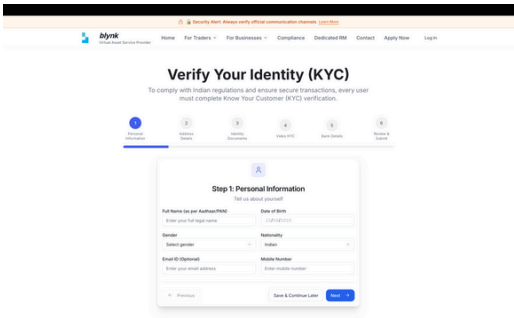 Security Alert: Always verify official communication channels. Learn More
blynk
Virtual Asset Service Provider
Home For Traders For Businesses Compliance Dedicated RM Contact Apply Now Log In
Verify Your Identity (KYC)
To comply with Indian regulations and ensure secure transactions, every user
must complete Know Your Customer (KYC) verification.
1 2 3 4 5 6
Personal Information
Address Details
Identity Documents
Video KYC
Bank Details
Review & Submit
Step 1: Personal Information
Tell us about yourself
Full Name (as per Aadhaar/PAN) Date of Birth
Enter your full legal name
Gender Nationality
Select gender Indian
Email ID (Optional) Mobile Number
Enter your email address Enter mobile number
Previous Save & Continue Later Next